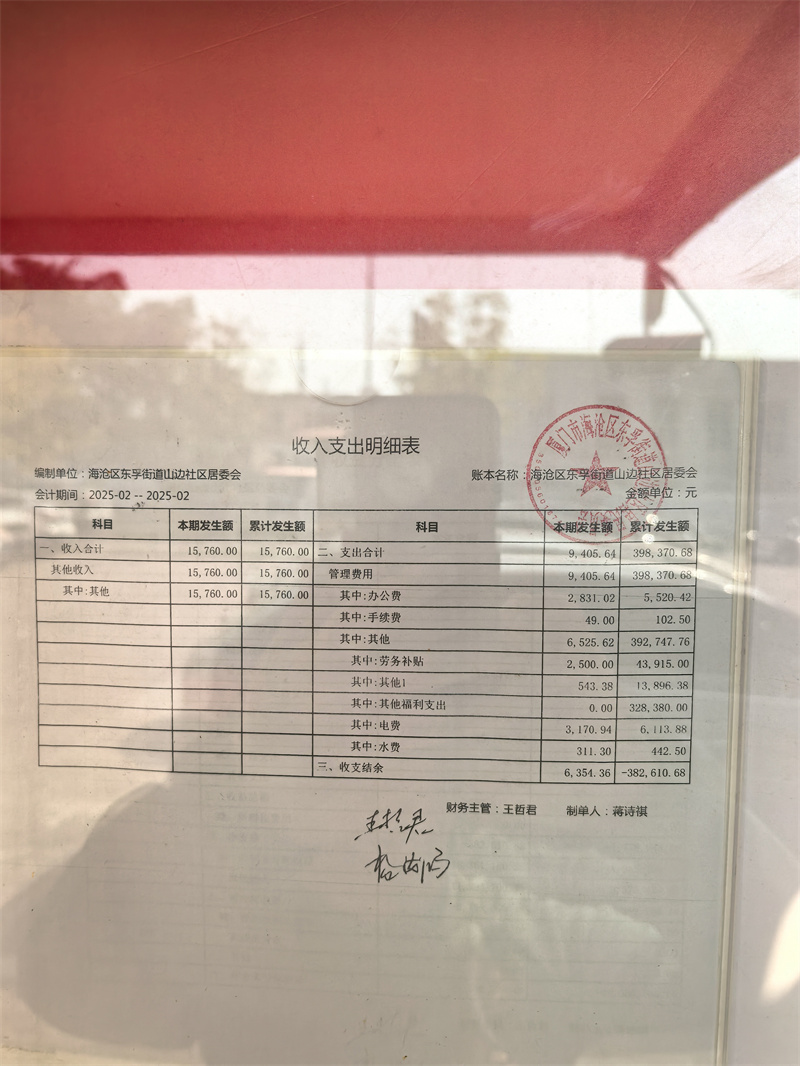 收入支出明细表
编制单位：海沧区东孚街道山边社区居委会 账本名称：海沧区东孚街道山边社区居委会
会计期间：2025-02 -- 2025-02 金额单位：元
科目 本期发生额 累计发生额 科目 本期发生额 累计发生额
一、收入合计 15,760.00 15,760.00 二、支出合计 9,405.64 398,370.68
其他收入 15,760.00 15,760.00 管理费用 9,405.64 398,370.68
其中:其他 15,760.00 15,760.00 其中:办公费 2,831.02 5,520.42
其中:手续费 49.00 102.50
其中:其他 6,525.62 392,747.76
其中:劳务补贴 2,500.00 43,915.00
其中:其他1 543.38 13,896.38
其中:其他福利支出 0.00 328,380.00
其中:电费 3,170.94 6,113.88
其中:水费 311.30 442.50
三、收支结余 6,354.36 -382,610.68
财务主管：王哲君 制单人：蒋诗祺